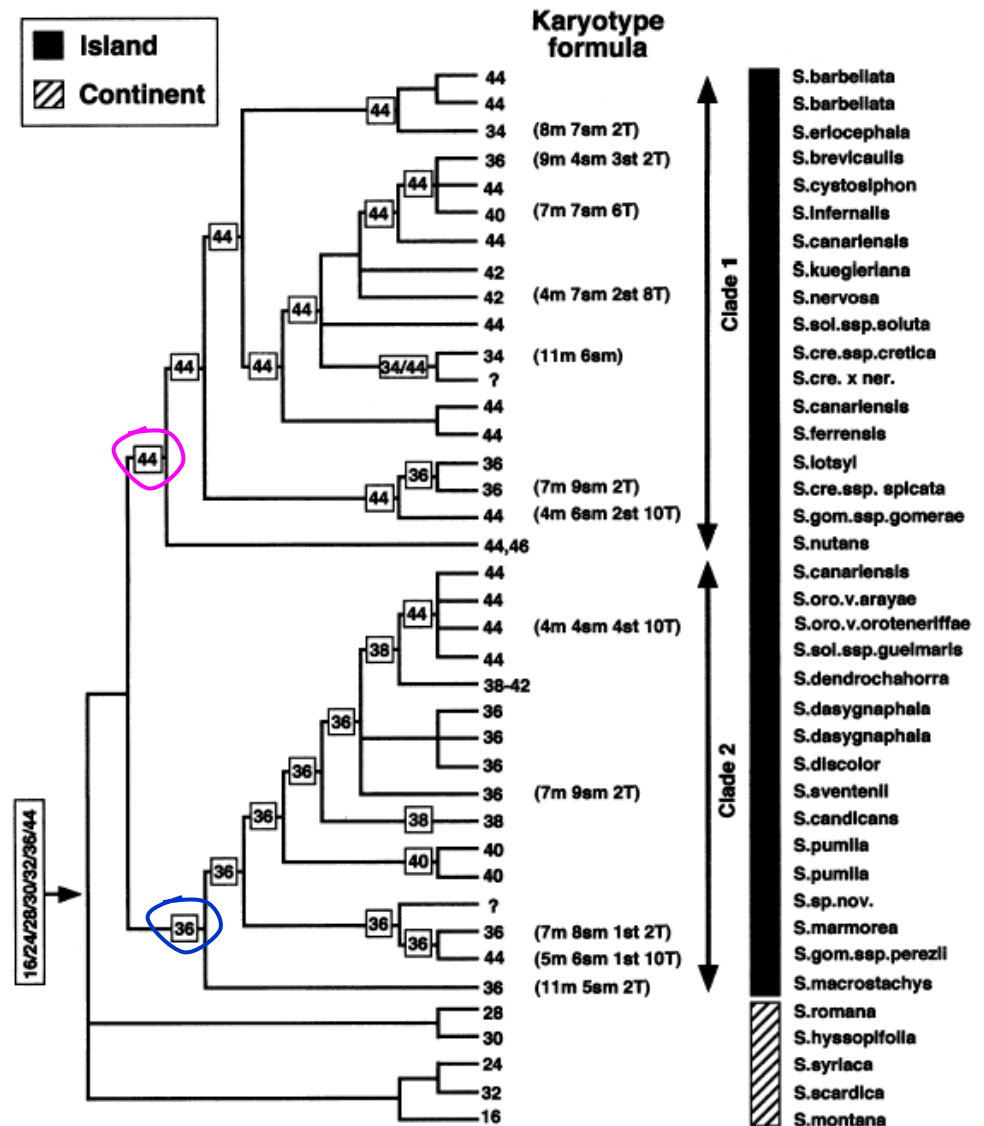 Island
Continent
Karyotype
formula
44 S.barbellata
44 S.barbellata
44
34 (8m 7sm 2T) S.eriocephala
36 (9m 4sm 3st 2T) S.brevicaulis
44
44 S.cystosiphon
44
40 (7m 7sm 6T) S.infernalis
44
44 S.canariensis
42 S.kuegleriana
42 (4m 7sm 2st 8T) S.nervosa
44
44 S.sol.ssp.soluta
34 (11m 6sm) S.cre.ssp.cretica
44
44
34/44
? S.cre. x ner.
44 S.canariensis
44 S.ferrensis
44
36 S.lotsyi
36
36 (7m 9sm 2T) S.cre.ssp. spicata
44
44 (4m 6sm 2st 10T) S.gom.ssp.gomerae
44,46 S.nutans
Clade 1
44 S.canariensis
44 S.oro.v.arayae
44
44 (4m 4sm 4st 10T) S.oro.v.oroteneriffae
38
44 S.sol.ssp.gueimaris
38-42 S.dendrochahorra
36 S.dasygnaphala
36
36 S.dasygnaphala
36 S.discolor
36
36 (7m 9sm 2T) S.sventenii
36
38
38 S.candicans
40 S.pumila
40
40 S.pumila
36
? S.sp.nov.
36
36 (7m 8sm 1st 2T) S.marmorea
36
36
44 (5m 6sm 1st 10T) S.gom.ssp.perezii
36 (11m 5sm 2T) S.macrostachys
Clade 2
28 S.romana
30 S.hyssopifolia
24 S.syriaca
32 S.scardica
16 S.montana
16/24/28/30/32/36/44